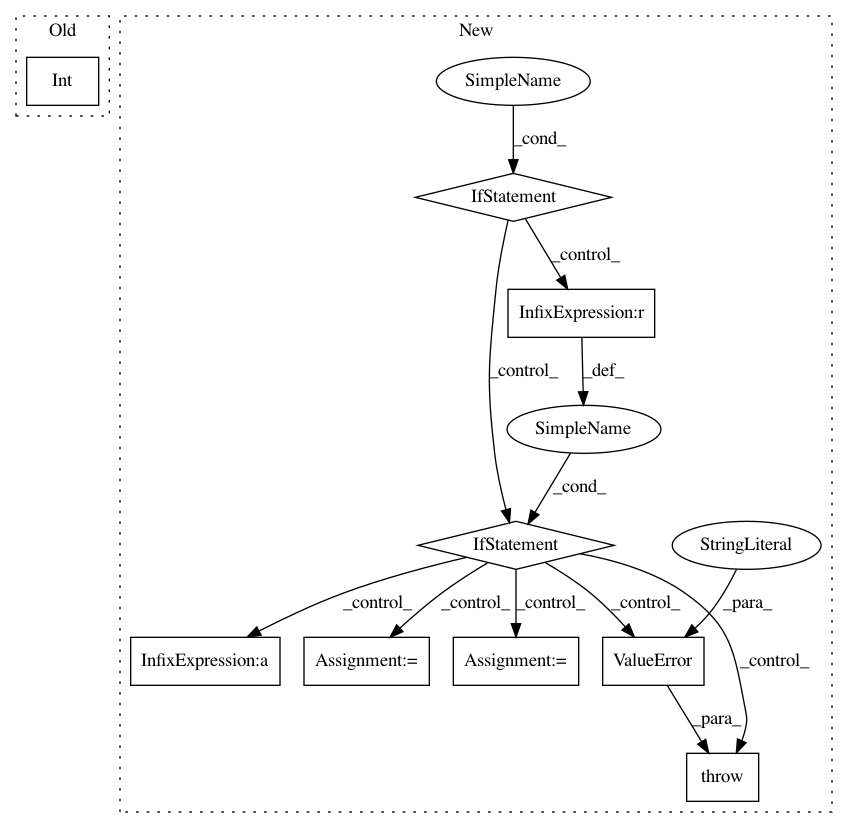 Old
New
Int
SimpleName
_cond_
IfStatement
_control_
InfixExpression:r
_control_
_def_
SimpleName
_cond_
IfStatement
StringLiteral
_control_
_control_
_control_
_control_
_para_
_control_
InfixExpression:a
Assignment:=
Assignment:=
ValueError
_para_
throw